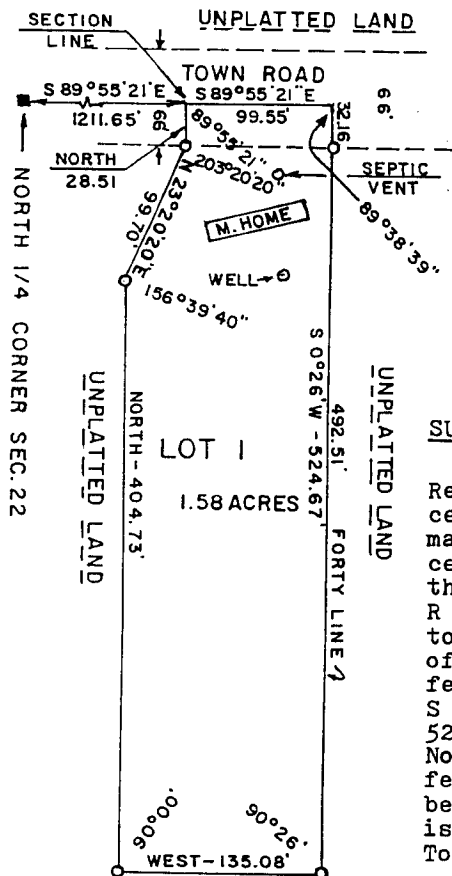 UNPLATTED LAND
SECTION
LINE
TOWN ROAD
S 89°55'21"E
1211.65'
S 89°55'21"E
99.55'
66'
66'
32.16
89°55'21"
NORTH
28.51
203°20'20"
SEPTIC
VENT
89°38'39"
N 23°20'20"E
99.70'
M. HOME
WELL
156°39'40"
NORTH 1/4 CORNER SEC. 22
UNPLATTED LAND
NORTH-404.73'
LOT 1
1.58 ACRES
S 0°26'W-524.67'
492.51'
FORTY LINE
UNPLATTED LAND
90°00'
90°26'
WEST-135.08'
SU
Re
ce
ma
ce
th
R
to
of
fe
S
52
No
fe
be
is
To